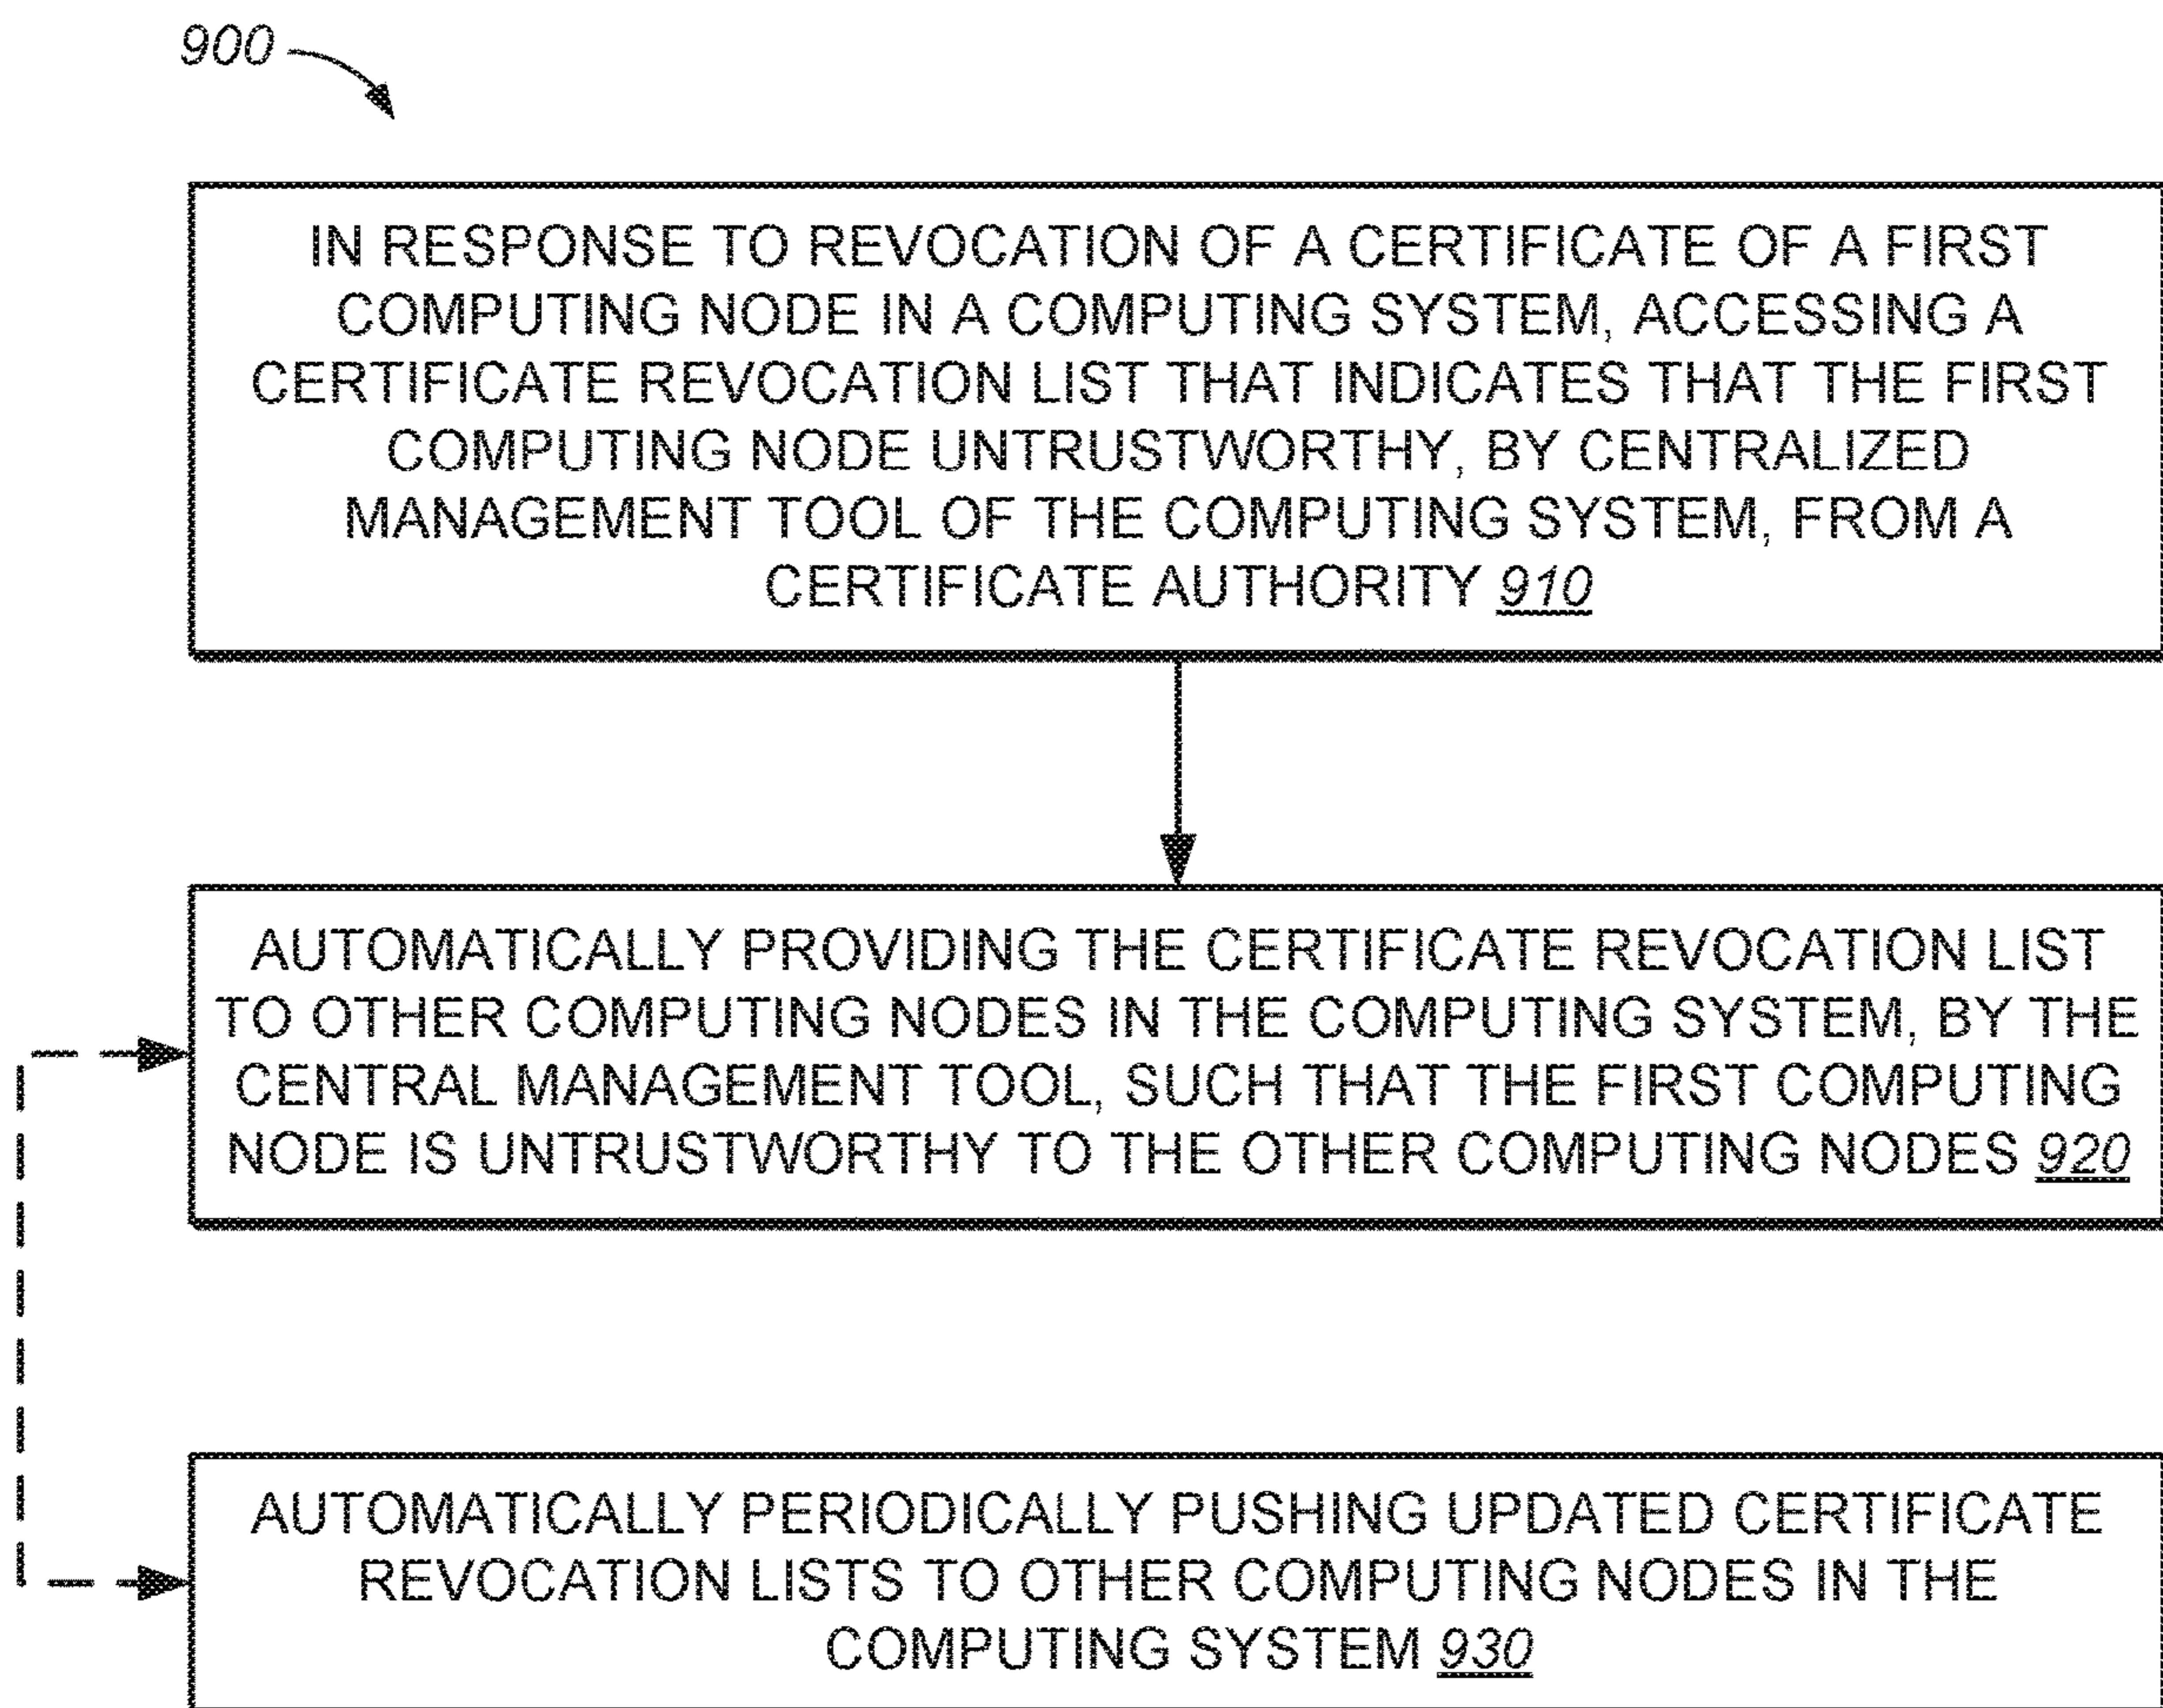 900
IN RESPONSE TO REVOCATION OF A CERTIFICATE OF A FIRST
COMPUTING NODE IN A COMPUTING SYSTEM, ACCESSING A
CERTIFICATE REVOCATION LIST THAT INDICATES THAT THE FIRST
COMPUTING NODE UNTRUSTWORTHY, BY CENTRALIZED
MANAGEMENT TOOL OF THE COMPUTING SYSTEM, FROM A
CERTIFICATE AUTHORITY 910
AUTOMATICALLY PROVIDING THE CERTIFICATE REVOCATION LIST
TO OTHER COMPUTING NODES IN THE COMPUTING SYSTEM, BY THE
CENTRAL MANAGEMENT TOOL, SUCH THAT THE FIRST COMPUTING
NODE IS UNTRUSTWORTHY TO THE OTHER COMPUTING NODES 920
AUTOMATICALLY PERIODICALLY PUSHING UPDATED CERTIFICATE
REVOCATION LISTS TO OTHER COMPUTING NODES IN THE
COMPUTING SYSTEM 930